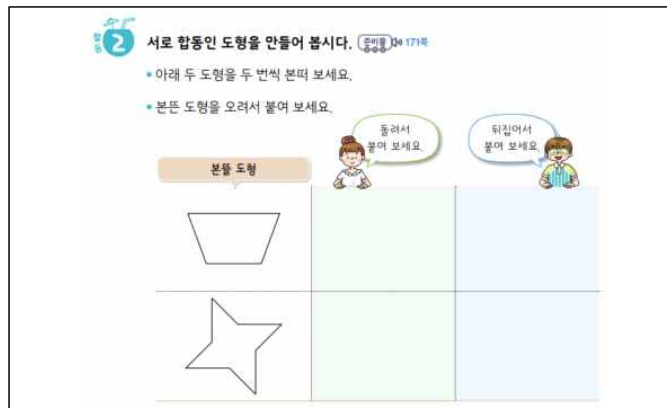 활동 2 서로 합동인 도형을 만들어 봅시다. 준비물 171쪽
• 아래 두 도형을 두 번씩 본떠 보세요.
• 본뜬 도형을 오려서 붙여 보세요.
돌려서
붙여 보세요.
뒤집어서
붙여 보세요.
본뜰 도형